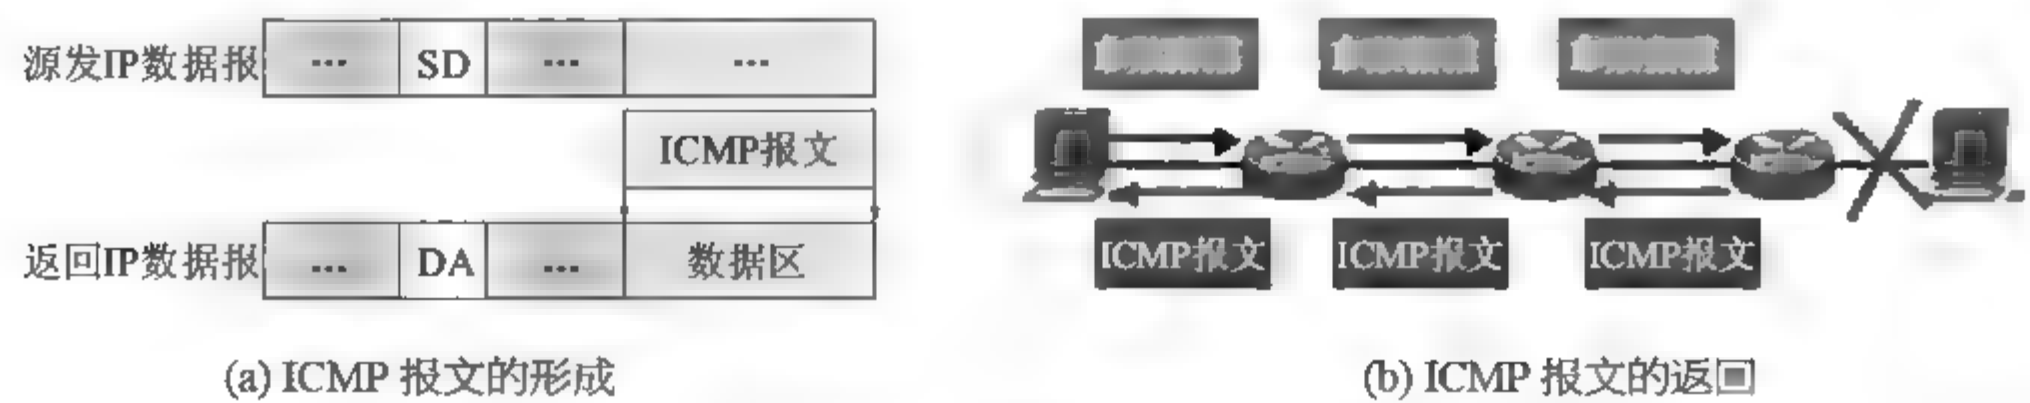 源发IP数据报 ... SD ... ...
ICMP报文
返回IP数据报 ... DA ... 数据区
ICMP报文 ICMP报文 ICMP报文
(a) ICMP 报文的形成
(b) ICMP 报文的返回